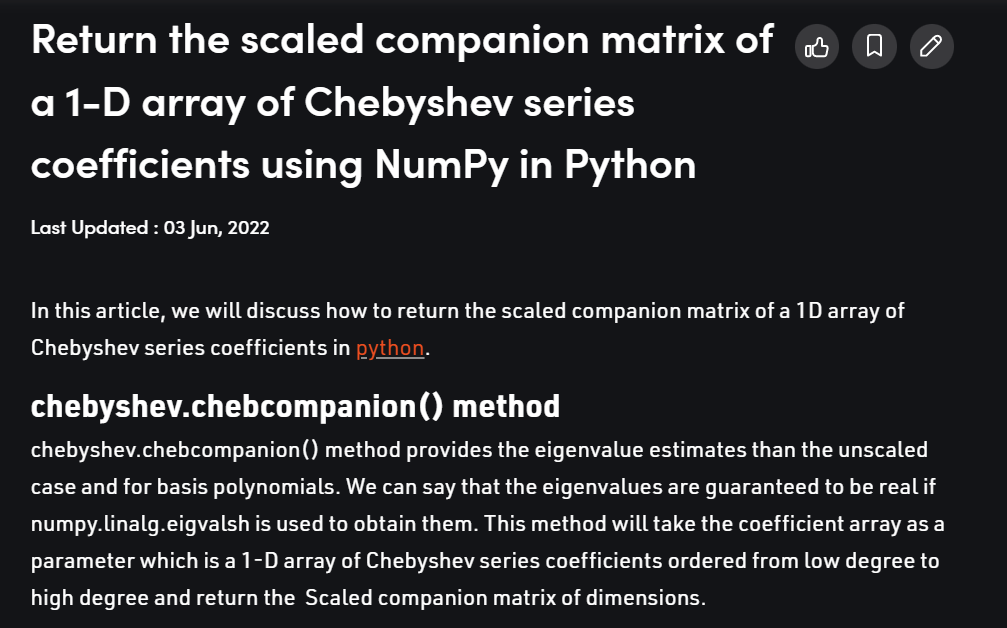 Return the scaled companion matrix of
a 1-D array of Chebyshev series
coefficients using NumPy in Python
Last Updated : 03 Jun, 2022
In this article, we will discuss how to return the scaled companion matrix of a 1D array of
Chebyshev series coefficients in python.
chebyshev.chebcompanion() method
chebyshev.chebcompanion() method provides the eigenvalue estimates than the unscaled
case and for basis polynomials. We can say that the eigenvalues are guaranteed to be real if
numpy.linalg.eigvalsh is used to obtain them. This method will take the coefficient array as a
parameter which is a 1-D array of Chebyshev series coefficients ordered from low degree to
high degree and return the  Scaled companion matrix of dimensions.